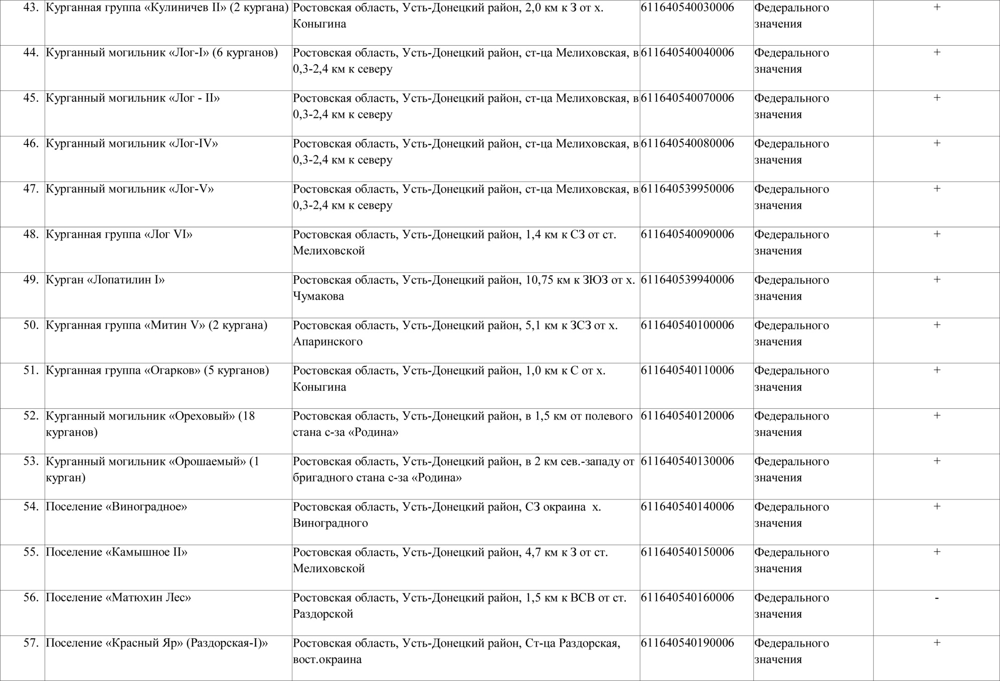 43. Курганная группа «Кулиничев II» (2 кургана) Ростовская область, Усть-Донецкий район, 2,0 км к З от х. 611640540030006 Федерального +
Коныгина значения
44. Курганный могильник «Лог-I» (6 курганов) Ростовская область, Усть-Донецкий район, ст-ца Мелиховская, в 611640540040006 Федерального +
0,3-2,4 км к северу значения
45. Курганный могильник «Лог - II» Ростовская область, Усть-Донецкий район, ст-ца Мелиховская, в 611640540070006 Федерального +
0,3-2,4 км к северу значения
46. Курганный могильник «Лог-IV» Ростовская область, Усть-Донецкий район, ст-ца Мелиховская, в 611640540080006 Федерального +
0,3-2,4 км к северу значения
47. Курганный могильник «Лог-V» Ростовская область, Усть-Донецкий район, ст-ца Мелиховская, в 611640539950006 Федерального +
0,3-2,4 км к северу значения
48. Курганная группа «Лог VI» Ростовская область, Усть-Донецкий район, 1,4 км к СЗ от ст. 611640540090006 Федерального +
Мелиховской значения
49. Курган «Лопатилин I» Ростовская область, Усть-Донецкий район, 10,75 км к ЗЮЗ от х. 611640539940006 Федерального +
Чумакова значения
50. Курганная группа «Митин V» (2 кургана) Ростовская область, Усть-Донецкий район, 5,1 км к ЗСЗ от х. 611640540100006 Федерального +
Апаринского значения
51. Курганная группа «Огарков» (5 курганов) Ростовская область, Усть-Донецкий район, 1,0 км к С от х. 611640540110006 Федерального +
Коныгина значения
52. Курганный могильник «Ореховый» (18 Ростовская область, Усть-Донецкий район, в 1,5 км от полевого 611640540120006 Федерального +
курганов) стана с-за «Родина» значения
53. Курганный могильник «Орошаемый» (1 Ростовская область, Усть-Донецкий район, в 2 км сев.-западу от 611640540130006 Федерального +
курган) бригадного стана с-за «Родина» значения
54. Поселение «Виноградное» Ростовская область, Усть-Донецкий район, СЗ окраина х. 611640540140006 Федерального +
Виноградного значения
55. Поселение «Камышное II» Ростовская область, Усть-Донецкий район, 4,7 км к З от ст. 611640540150006 Федерального +
Мелиховской значения
56. Поселение «Матюхин Лес» Ростовская область, Усть-Донецкий район, 1,5 км к ВСВ от ст. 611640540160006 Федерального -
Раздорской значения
57. Поселение «Красный Яр» (Раздорская-I)» Ростовская область, Усть-Донецкий район, Ст-ца Раздорская, 611640540190006 Федерального +
вост.окраина значения